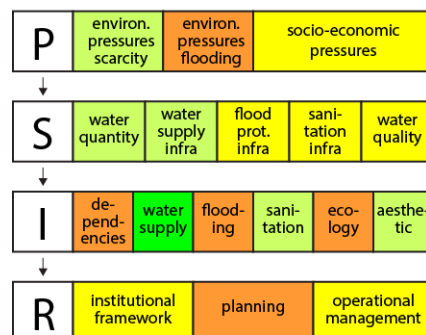 P
environ.
pressures
scarcity
environ.
pressures
flooding
socio-economic
pressures
S
water
quantity
water
supply
infra
flood
prot.
infra
sani-
tation
infra
water
quality
I
de-
pend-
encies
water
supply
flood-
ing
sani-
tation
eco-
logy
aesthe-
tic
R
institutional
framework
planning
operational
management